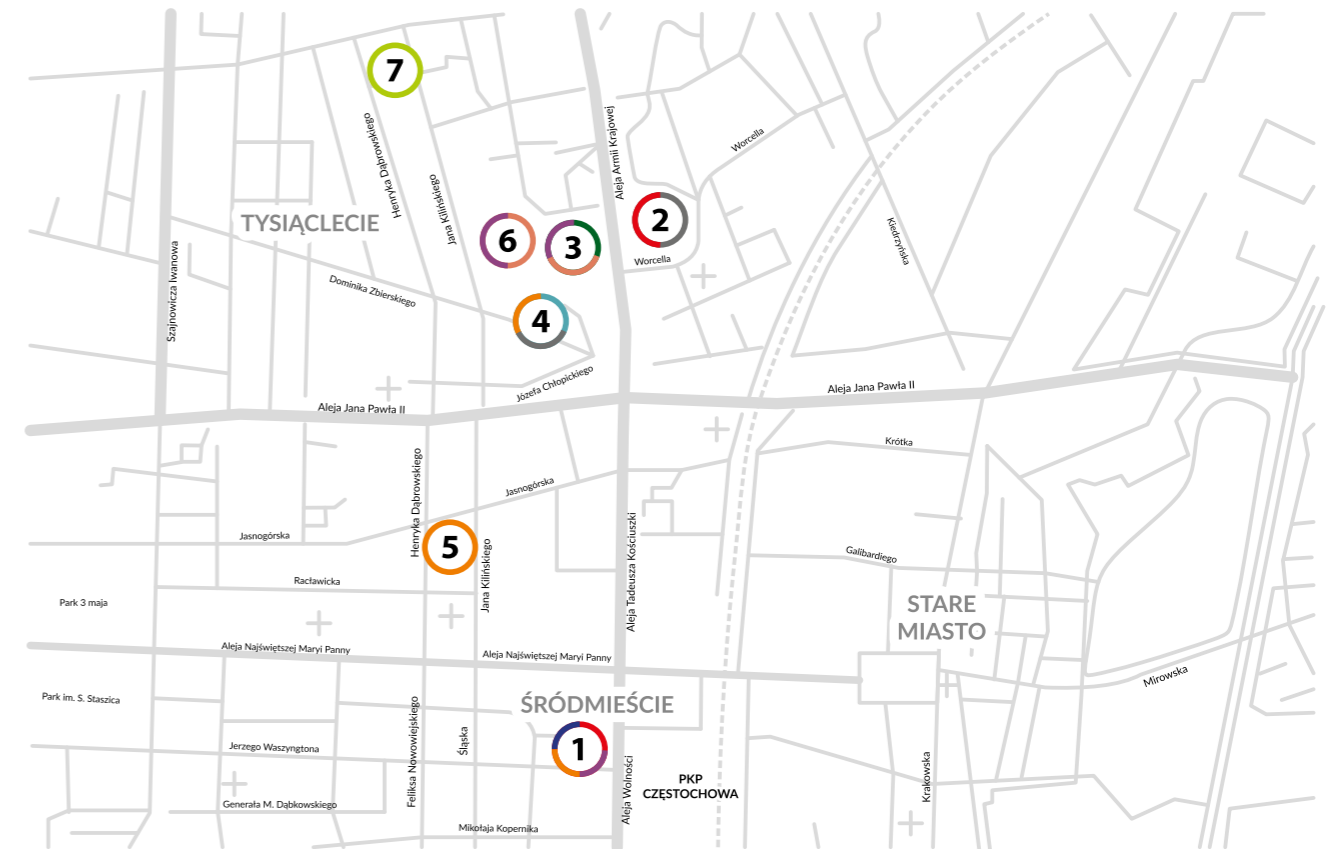 7
Henryka Dąbrowskiego
Jana Kilińskiego
Aleja Armii Krajowej
Worcella
TYSIĄCLECIE
6
3
2
Worcella
Kiedrzyńska
Szajnowicza Iwanowa
Dominika Zbierskiego
4
Józefa Chłopickiego
Aleja Jana Pawła II
Aleja Jana Pawła II
Krótka
Henryka Dąbrowskiego
Jasnogórska
Jasnogórska
5
Jana Kilińskiego
Aleja Tadeusza Kościuszki
Galibardiego
Racławicka
Park 3 maja
STARE
MIASTO
Aleja Najświętszej Maryi Panny
Aleja Najświętszej Maryi Panny
Mirowska
Park im. S. Staszica
ŚRÓDMIEŚCIE
Feliksa Nowowiejskiego
Śląska
1
Jerzego Waszyngtona
Aleja Wolności
PKP
CZĘSTOCHOWA
Krakowska
Generała M. Dąbkowskiego
Mikołaja Kopernika